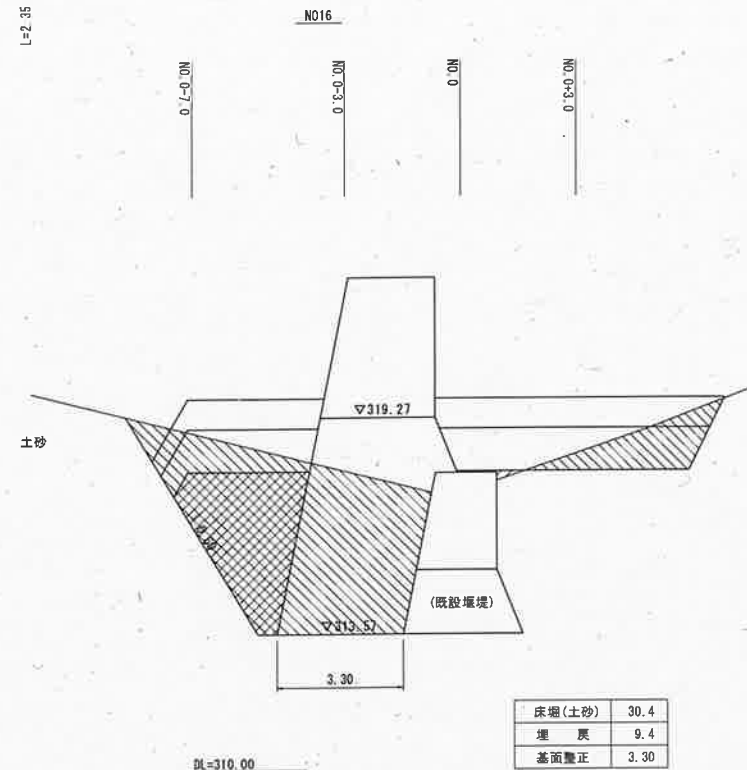 L=2.35
NO16
NO.0-7.0
NO.0-3.0
NO.0
NO.0+3.0
▽319.27
土砂
(既設堰堤)
▽313.57
3.30
床堀(土砂) 30.4
埋 戻 9.4
基面整正 3.30
DL=310.00